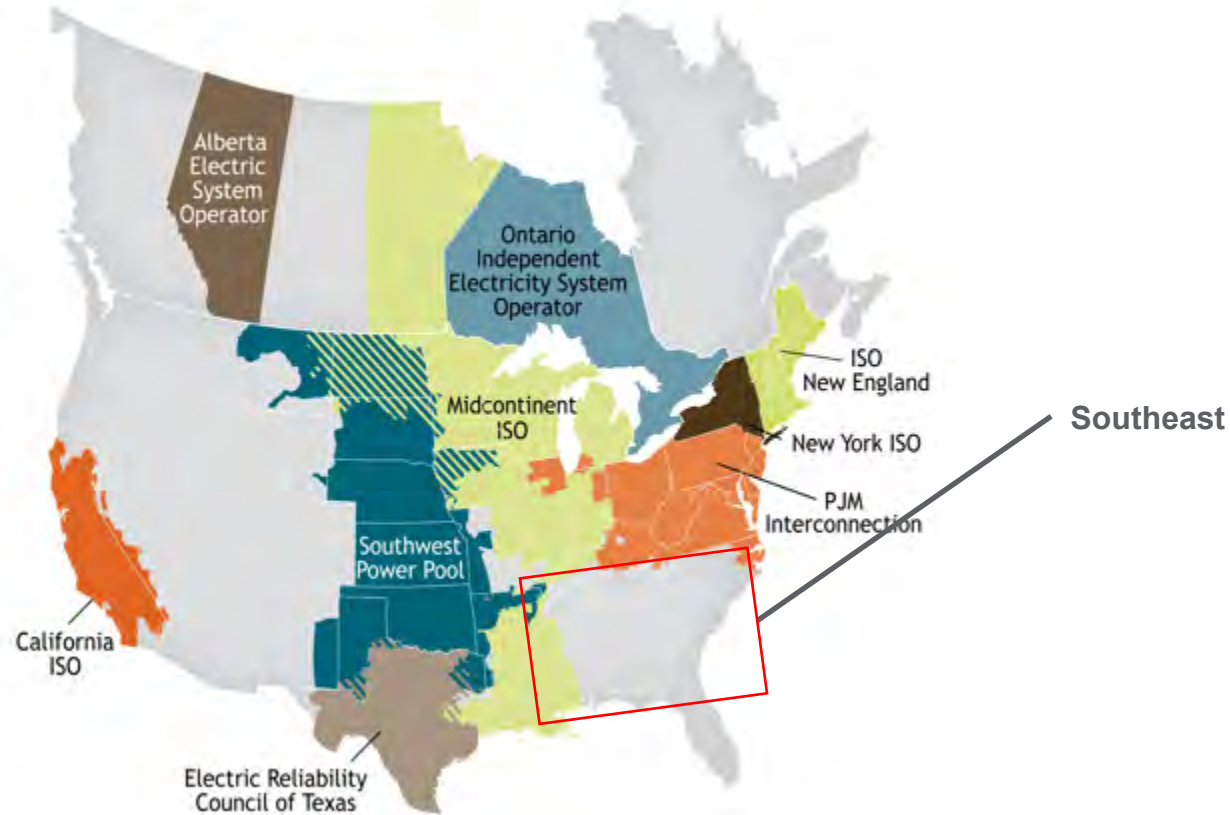 Alberta
Electric
System
Operator
Ontario
Independent
Electricity System
Operator
ISO
New England
Midcontinent
ISO
Southeast
New York ISO
PJM
Interconnection
Southwest
Power Pool
California
ISO
Electric Reliability
Council of Texas